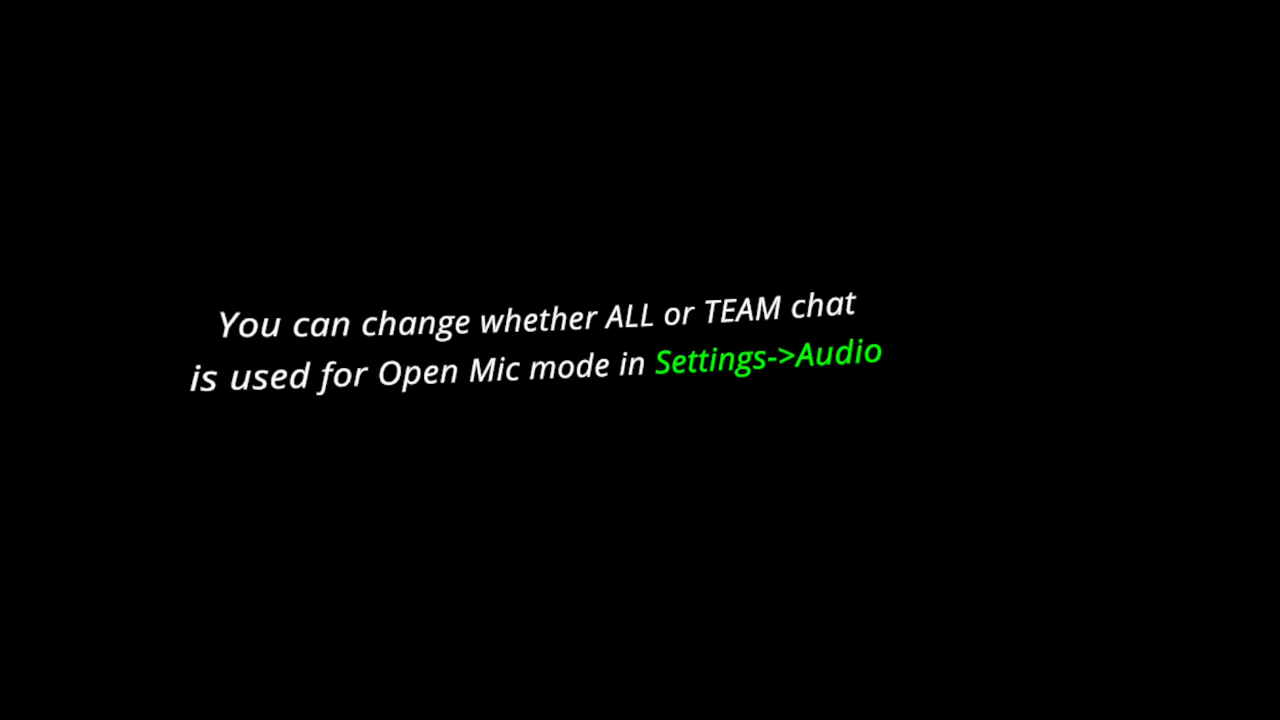 You can change whether ALL or TEAM chat
is used for Open Mic mode in Settings->Audio